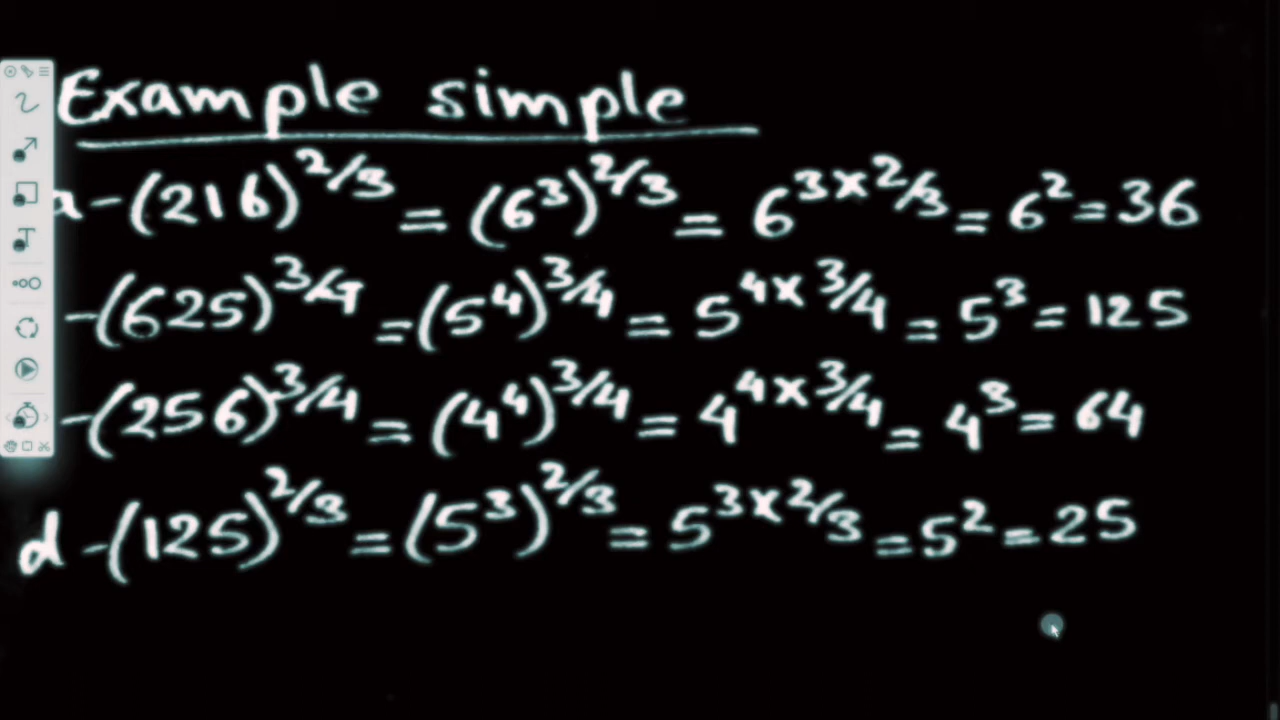 Example simple
a-(216)^2/3 = (6^3)^2/3 = 6^3x2/3 = 6^2=36
-(625)^3/4 =(5^4)^3/4 = 5^4x3/4 = 5^3=125
-(256)^3/4 = (4^4)^3/4 = 4^4x3/4 = 4^3=64
d-(125)^2/3 =(5^3)^2/3 = 5^3x2/3 =5^2=25